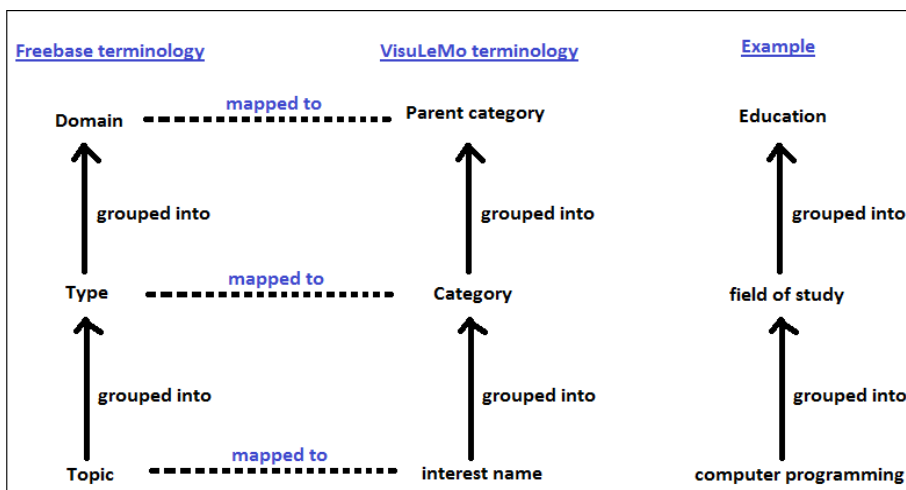 Freebase terminology
VisuLeMo terminology
Example
Domain
mapped to
Parent category
Education
grouped into
grouped into
grouped into
Type
mapped to
Category
field of study
grouped into
grouped into
grouped into
Topic
mapped to
interest name
computer programming